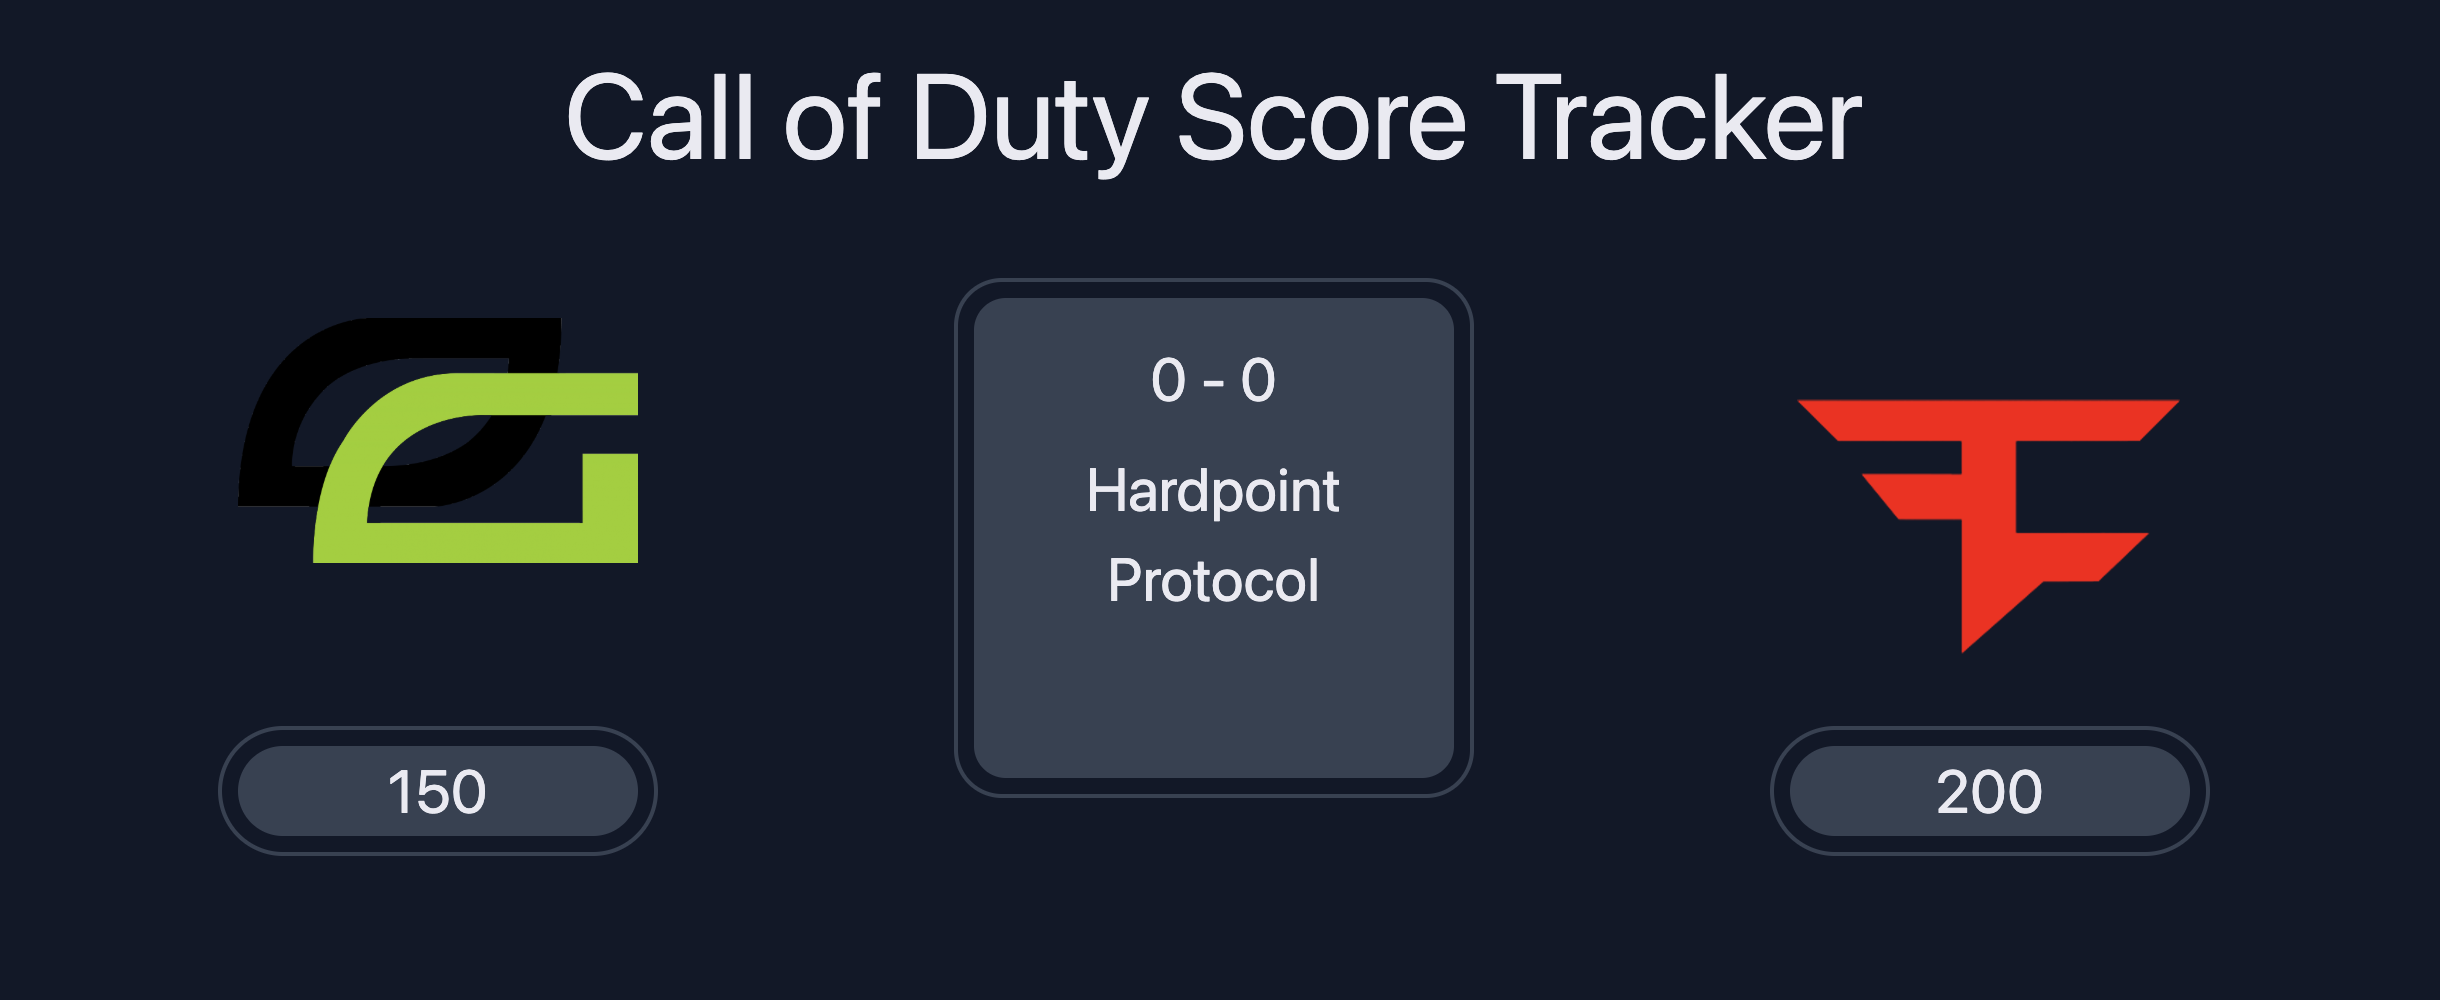 Call of Duty Score Tracker
0 - 0
Hardpoint
Protocol
150
200